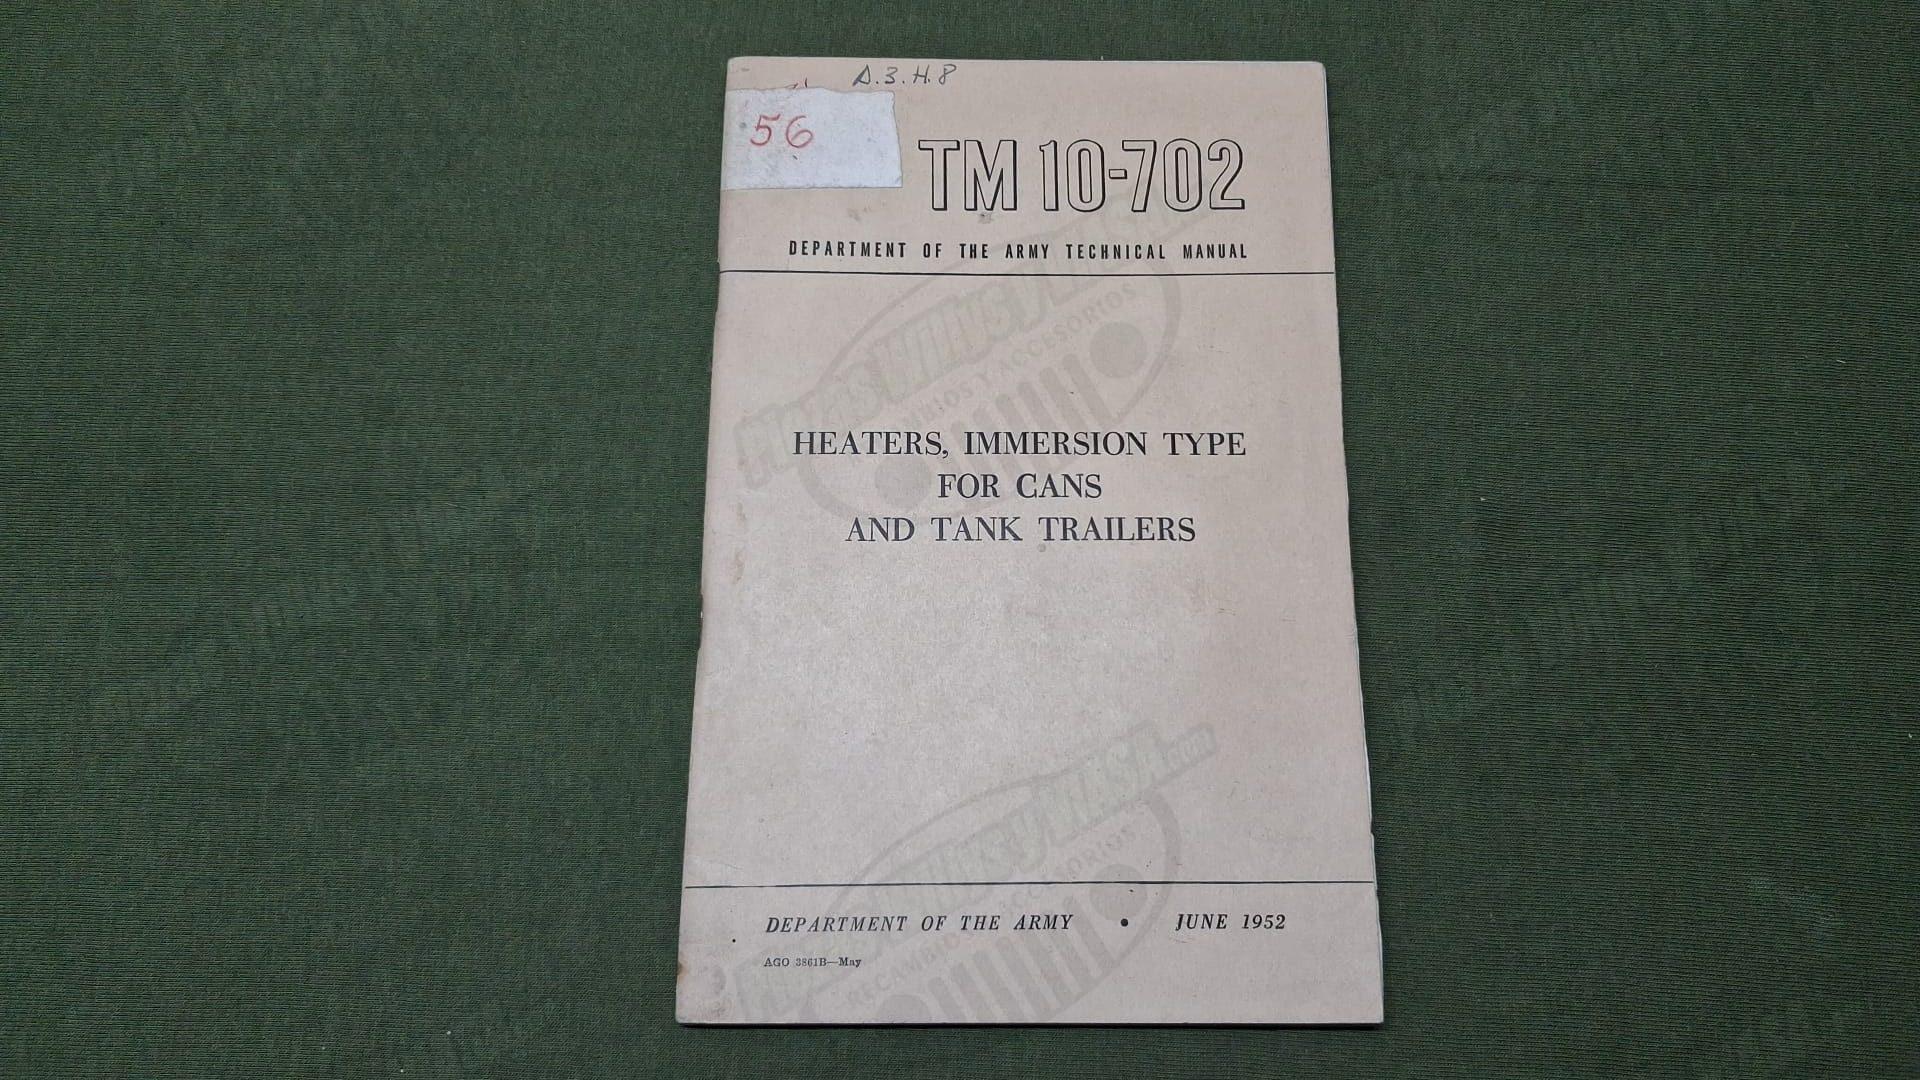 D.3.H.8
56
TM 10-702
DEPARTMENT OF THE ARMY TECHNICAL MANUAL
HEATERS, IMMERSION TYPE
FOR CANS
AND TANK TRAILERS
DEPARTMENT OF THE ARMY • JUNE 1952
AGO 3861B—May